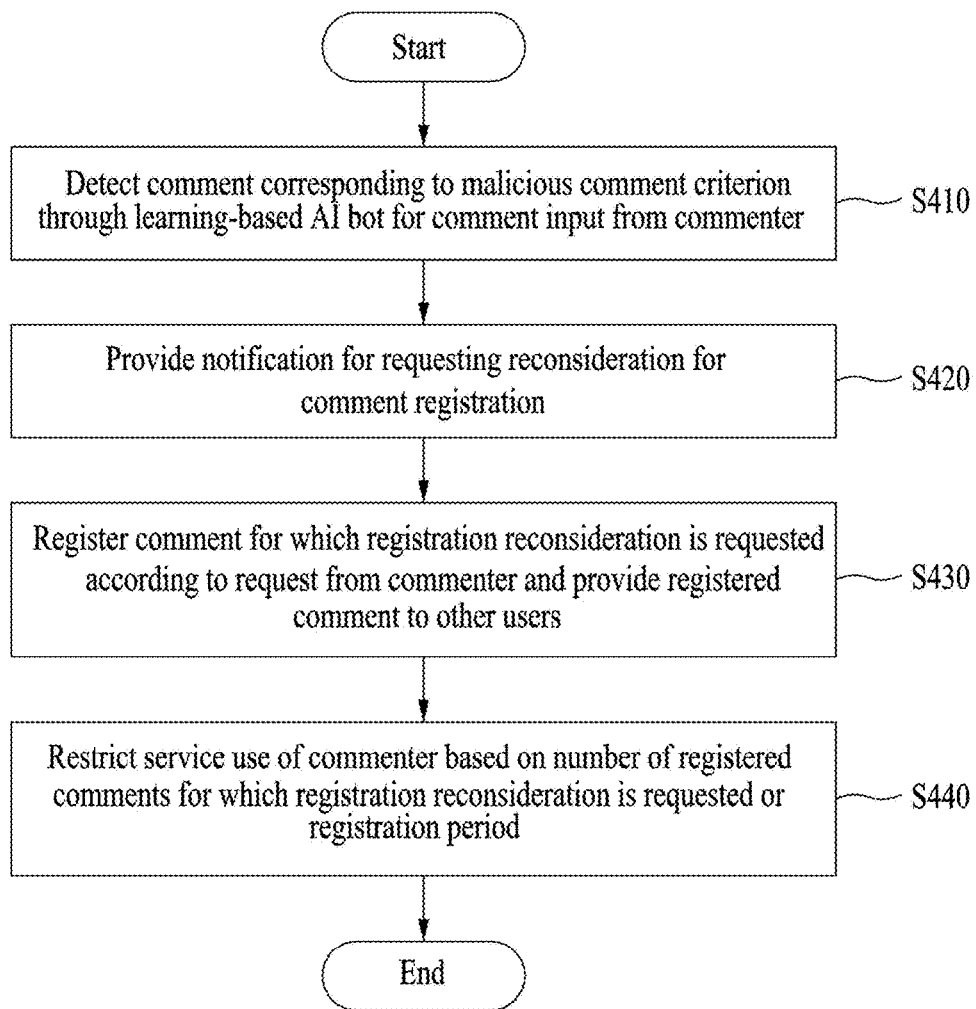 Start
Detect comment corresponding to malicious comment criterion
through learning-based AI bot for comment input from commenter
S410
Provide notification for requesting reconsideration for
comment registration
S420
Register comment for which registration reconsideration is requested
according to request from commenter and provide registered
comment to other users
S430
Restrict service use of commenter based on number of registered
comments for which registration reconsideration is requested or
registration period
S440
End